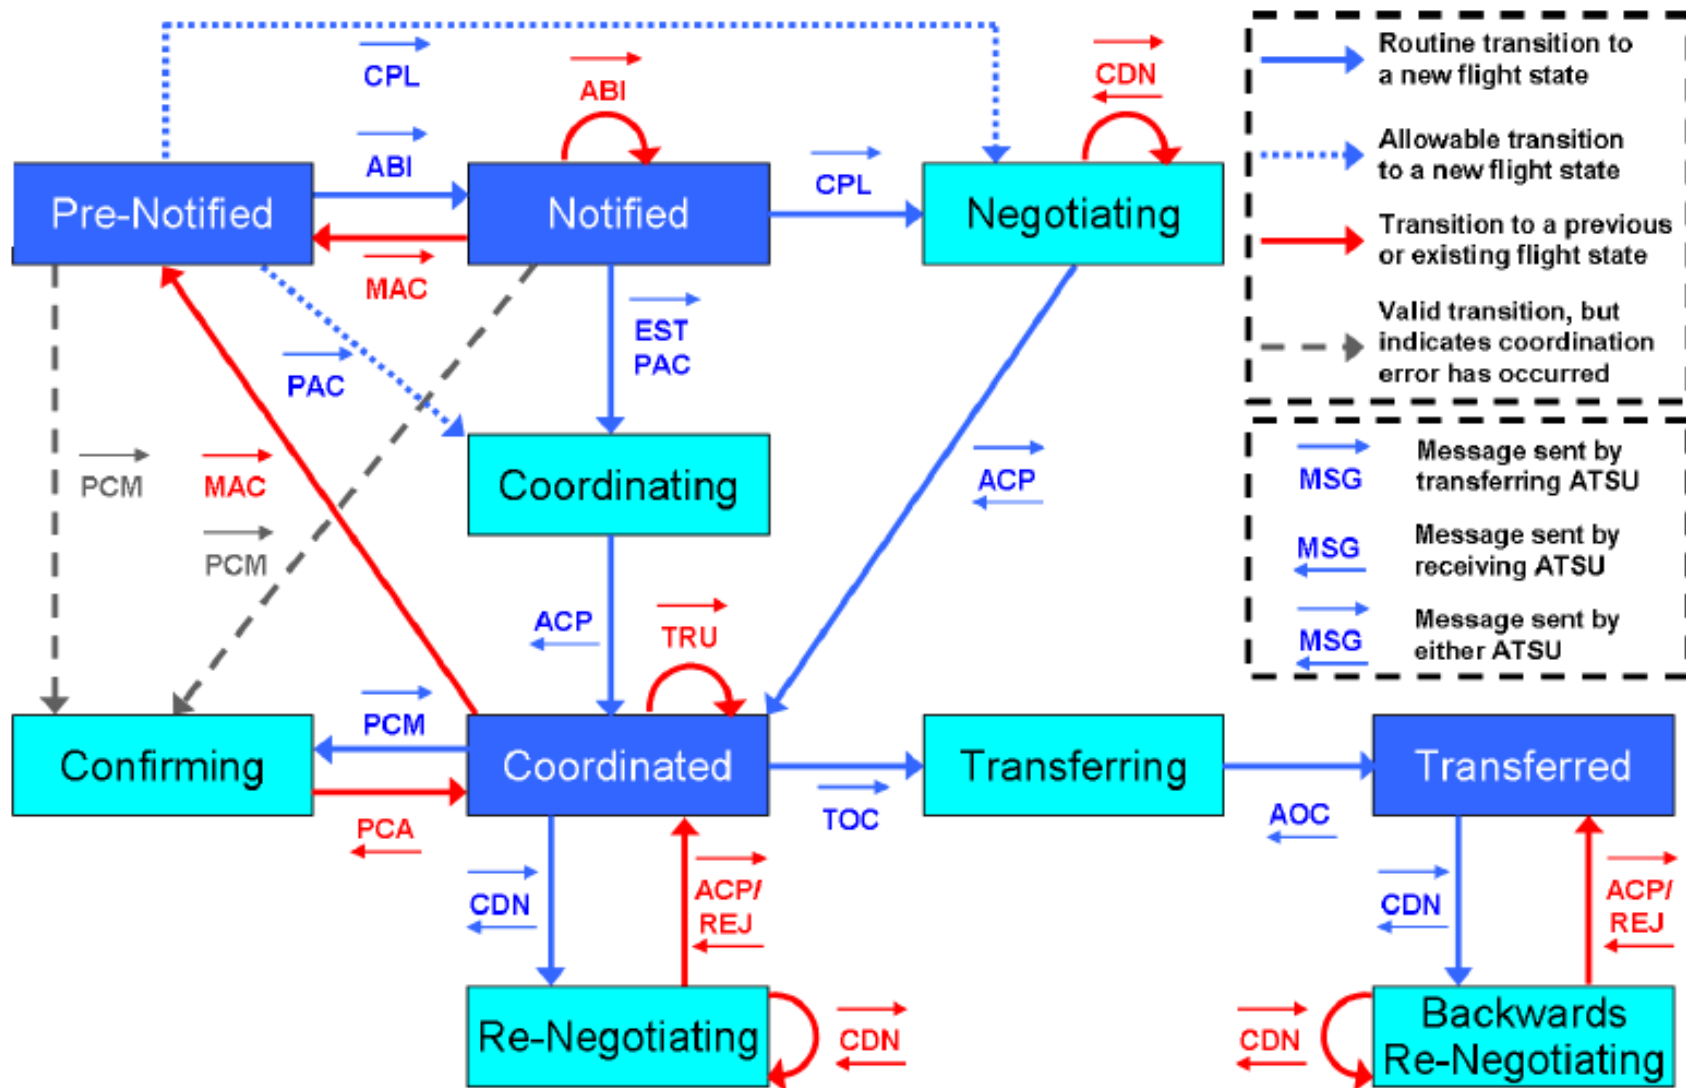 CPL
ABI
CDN
Routine transition to
a new flight state
ABI
CPL
Allowable transition
to a new flight state
Pre-Notified
Notified
Negotiating
MAC
Transition to a previous
or existing flight state
EST
PAC
PAC
Valid transition, but
indicates coordination
error has occurred
PCM
MAC
PCM
Coordinating
ACP
MSG
Message sent by
transferring ATSU
MSG
Message sent by
receiving ATSU
MSG
Message sent by
either ATSU
ACP
TRU
PCM
Confirming
Coordinated
Transferring
Transferred
PCA
TOC
AOC
CDN
ACP/
REJ
CDN
ACP/
REJ
Re-Negotiating
CDN
CDN
Backwards
Re-Negotiating